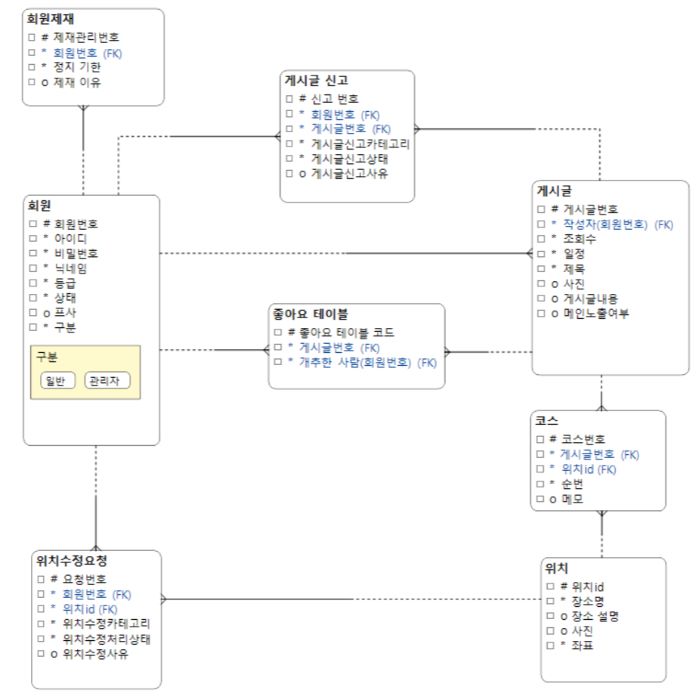 회원제재
# 제재관리번호
* 회원번호 (FK)
* 정지 기한
o 제재 이유
게시글 신고
# 신고 번호
* 회원번호 (FK)
* 게시글번호 (FK)
* 게시글신고카테고리
* 게시글신고상태
o 게시글신고사유
회원
# 회원번호
* 아이디
* 비밀번호
* 닉네임
* 등급
* 상태
o 프사
* 구분
구분
일반
관리자
게시글
# 게시글번호
* 작성자(회원번호) (FK)
* 조회수
* 일정
* 제목
o 사진
o 게시글내용
o 메인노출여부
좋아요 테이블
# 좋아요 테이블 코드
* 게시글번호 (FK)
* 개추한 사람(회원번호) (FK)
코스
# 코스번호
* 게시글번호 (FK)
* 위치id (FK)
* 순번
o 메모
위치수정요청
# 요청번호
* 회원번호 (FK)
* 위치id (FK)
* 위치수정카테고리
* 위치수정처리상태
o 위치수정사유
위치
# 위치id
* 장소명
o 장소 설명
o 사진
* 좌표